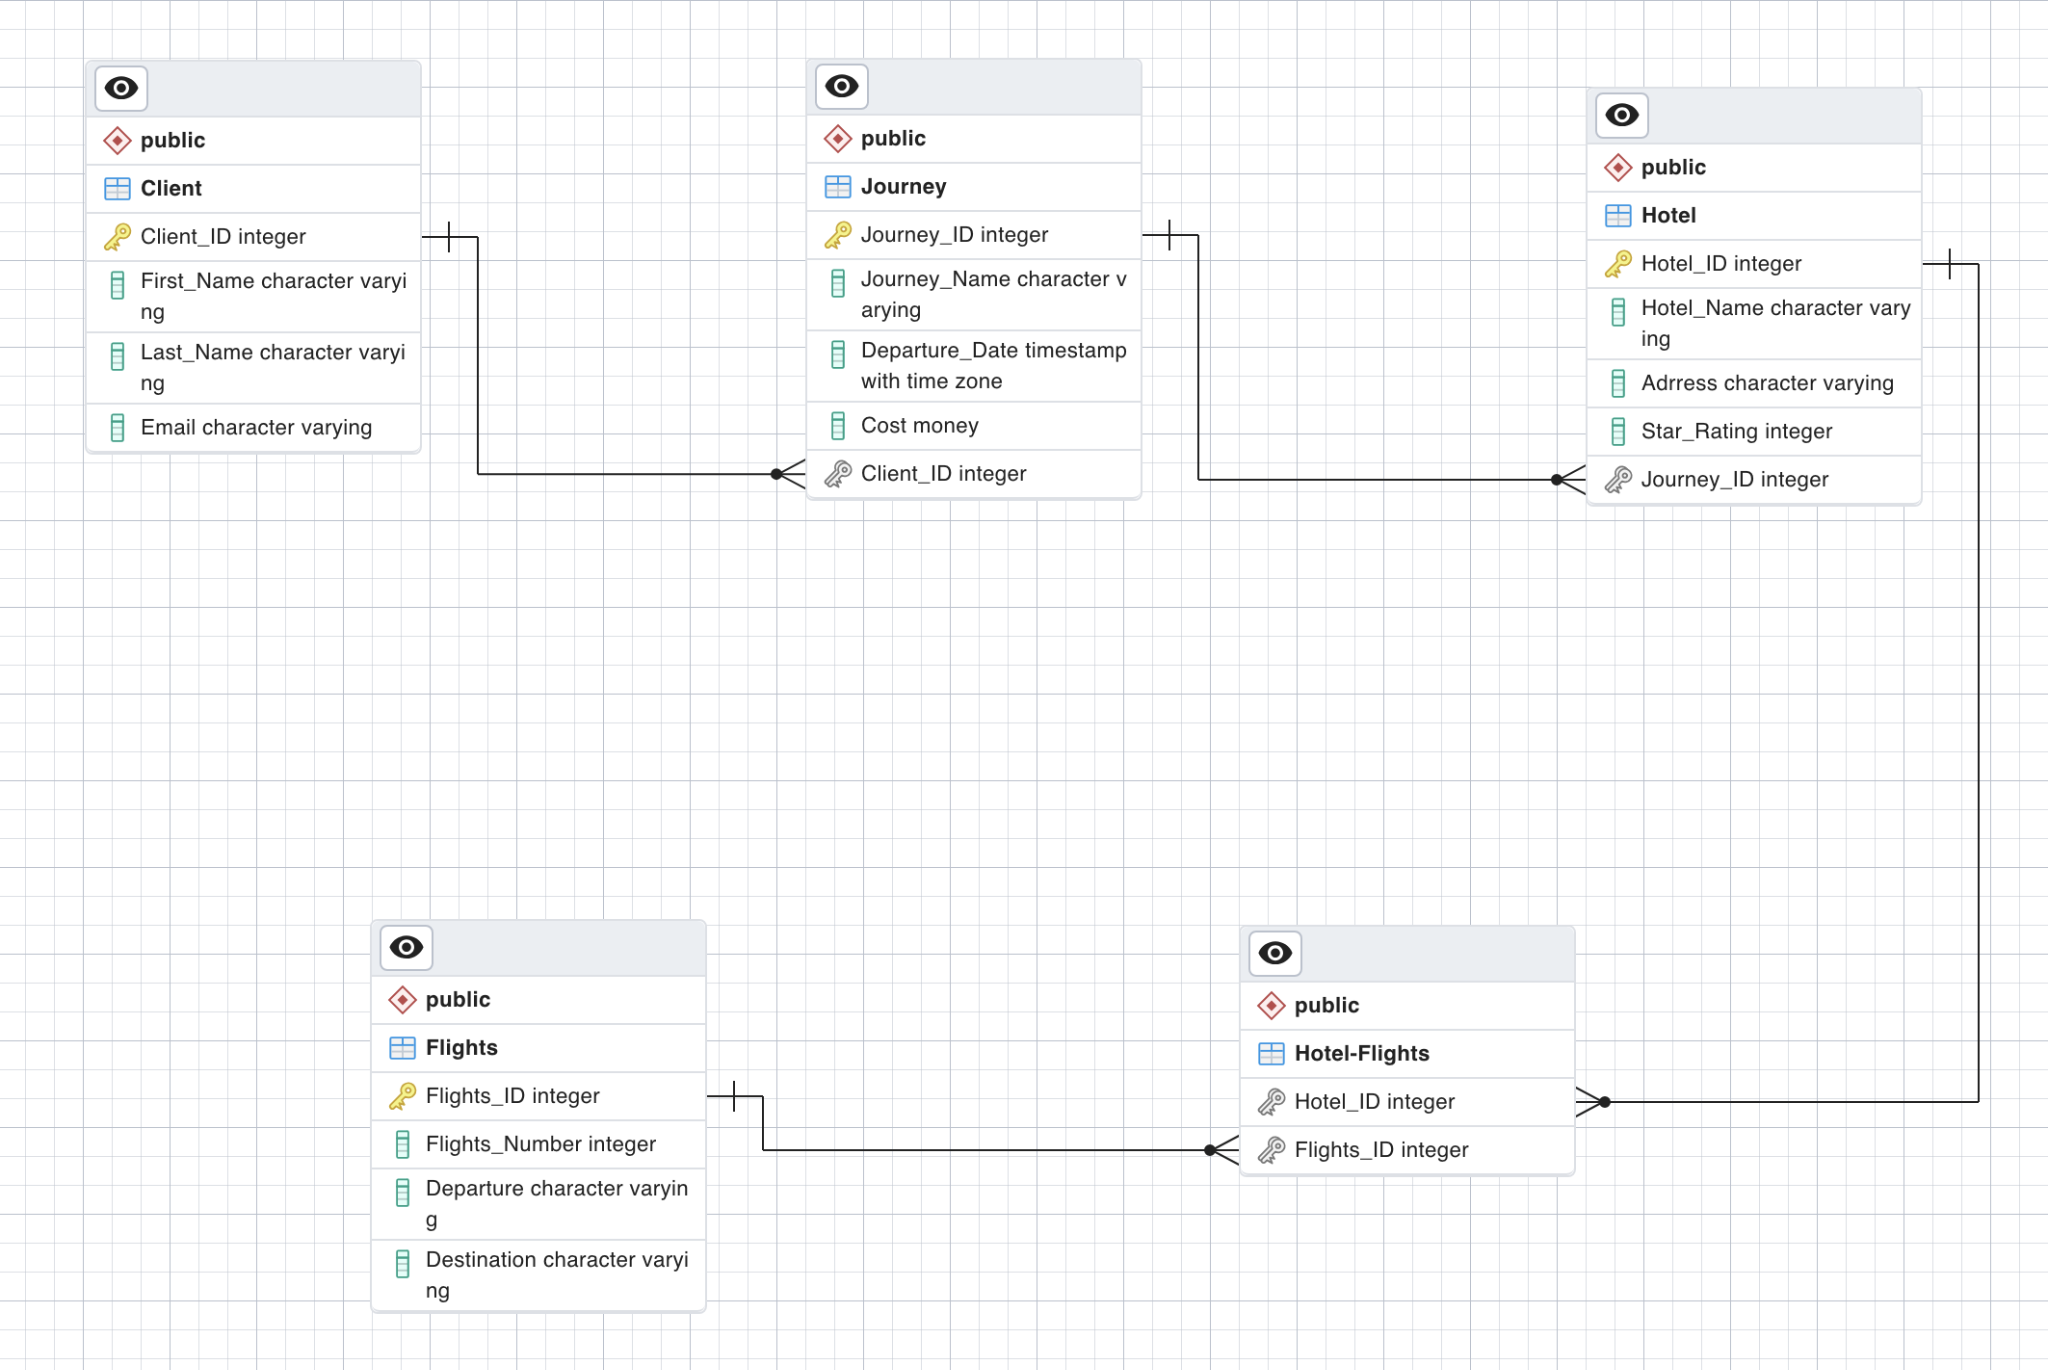 public
Client
Client_ID integer
First_Name character varyi
ng
Last_Name character varyi
ng
Email character varying
public
Journey
Journey_ID integer
Journey_Name character v
arying
Departure_Date timestamp
with time zone
Cost money
Client_ID integer
public
Hotel
Hotel_ID integer
Hotel_Name character vary
ing
Adrress character varying
Star_Rating integer
Journey_ID integer
public
Flights
Flights_ID integer
Flights_Number integer
Departure character varyin
g
Destination character varyi
ng
public
Hotel-Flights
Hotel_ID integer
Flights_ID integer